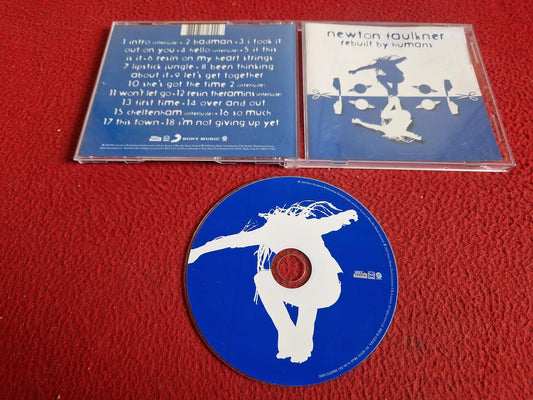 1 intro (interlude) · 2 badman · 3 i took it
out on you · 4 hello (interlude) · 5 if this
is it · 6 resin on my heart strings
7 lipstick jungle · 8 been thinking
about it · 9 let's get together
10 she's got the time 2 (interlude)
11 won't let go · 12 resin theramins (interlude)
13 first time · 14 over and out
15 cheltenham (interlude) · 16 so much
17 this town · 18 i'm not giving up yet
SONY MUSIC
newton faulkner
rebuilt by humans